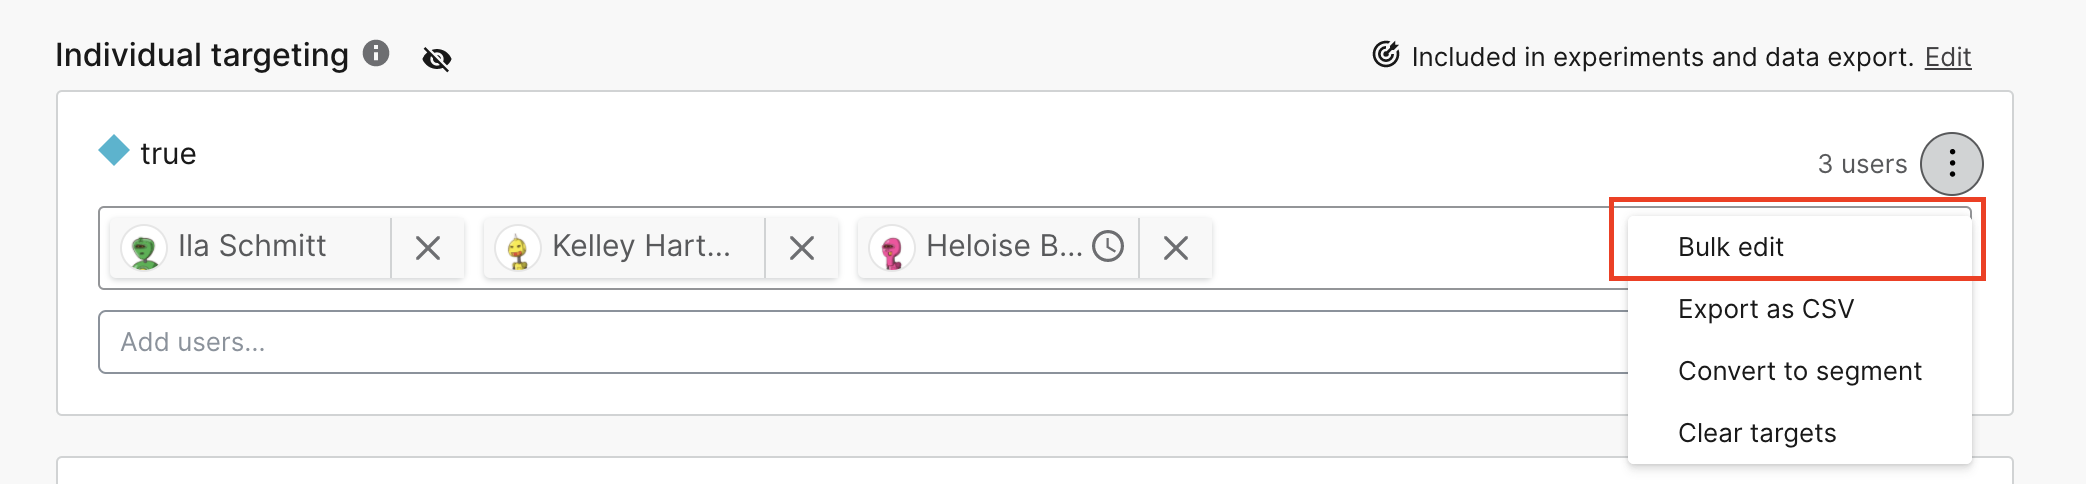 Individual targeting
Included in experiments and data export. Edit
true
3 users
Ila Schmitt
Kelley Hart...
Heloise B...
Bulk edit
Export as CSV
Add users...
Convert to segment
Clear targets